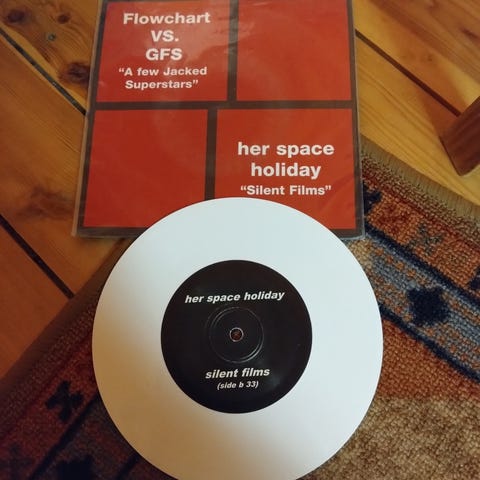 Flowchart
VS.
GFS
“A few Jacked
Superstars”
her space
holiday
“Silent Films”
her space holiday
silent films
(side b 33)